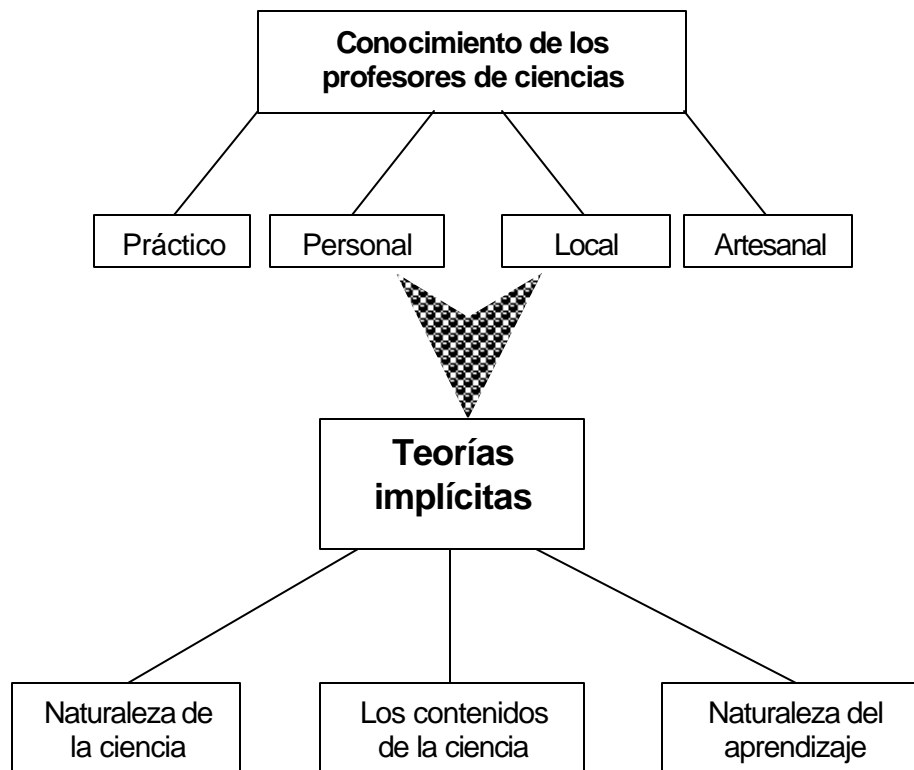 Conocimiento de los
profesores de ciencias
Práctico
Personal
Local
Artesanal
Teorías
implícitas
Naturaleza de
la ciencia
Los contenidos
de la ciencia
Naturaleza del
aprendizaje